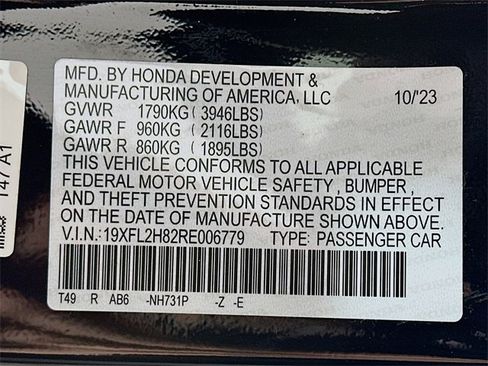 MFD. BY HONDA DEVELOPMENT &
MANUFACTURING OF AMERICA, LLC 10/'23
GVWR 1790KG ( 3946LBS)
GAWR F 960KG ( 2116LBS)
GAWR R 860KG ( 1895LBS)
THIS VEHICLE CONFORMS TO ALL APPLICABLE
FEDERAL MOTOR VEHICLE SAFETY , BUMPER ,
AND THEFT PREVENTION STANDARDS IN EFFECT
ON THE DATE OF MANUFACTURE SHOWN ABOVE.
V.I.N.:19XFL2H82RE006779 TYPE: PASSENGER CAR
T49 R AB6 -NH731P -Z -E